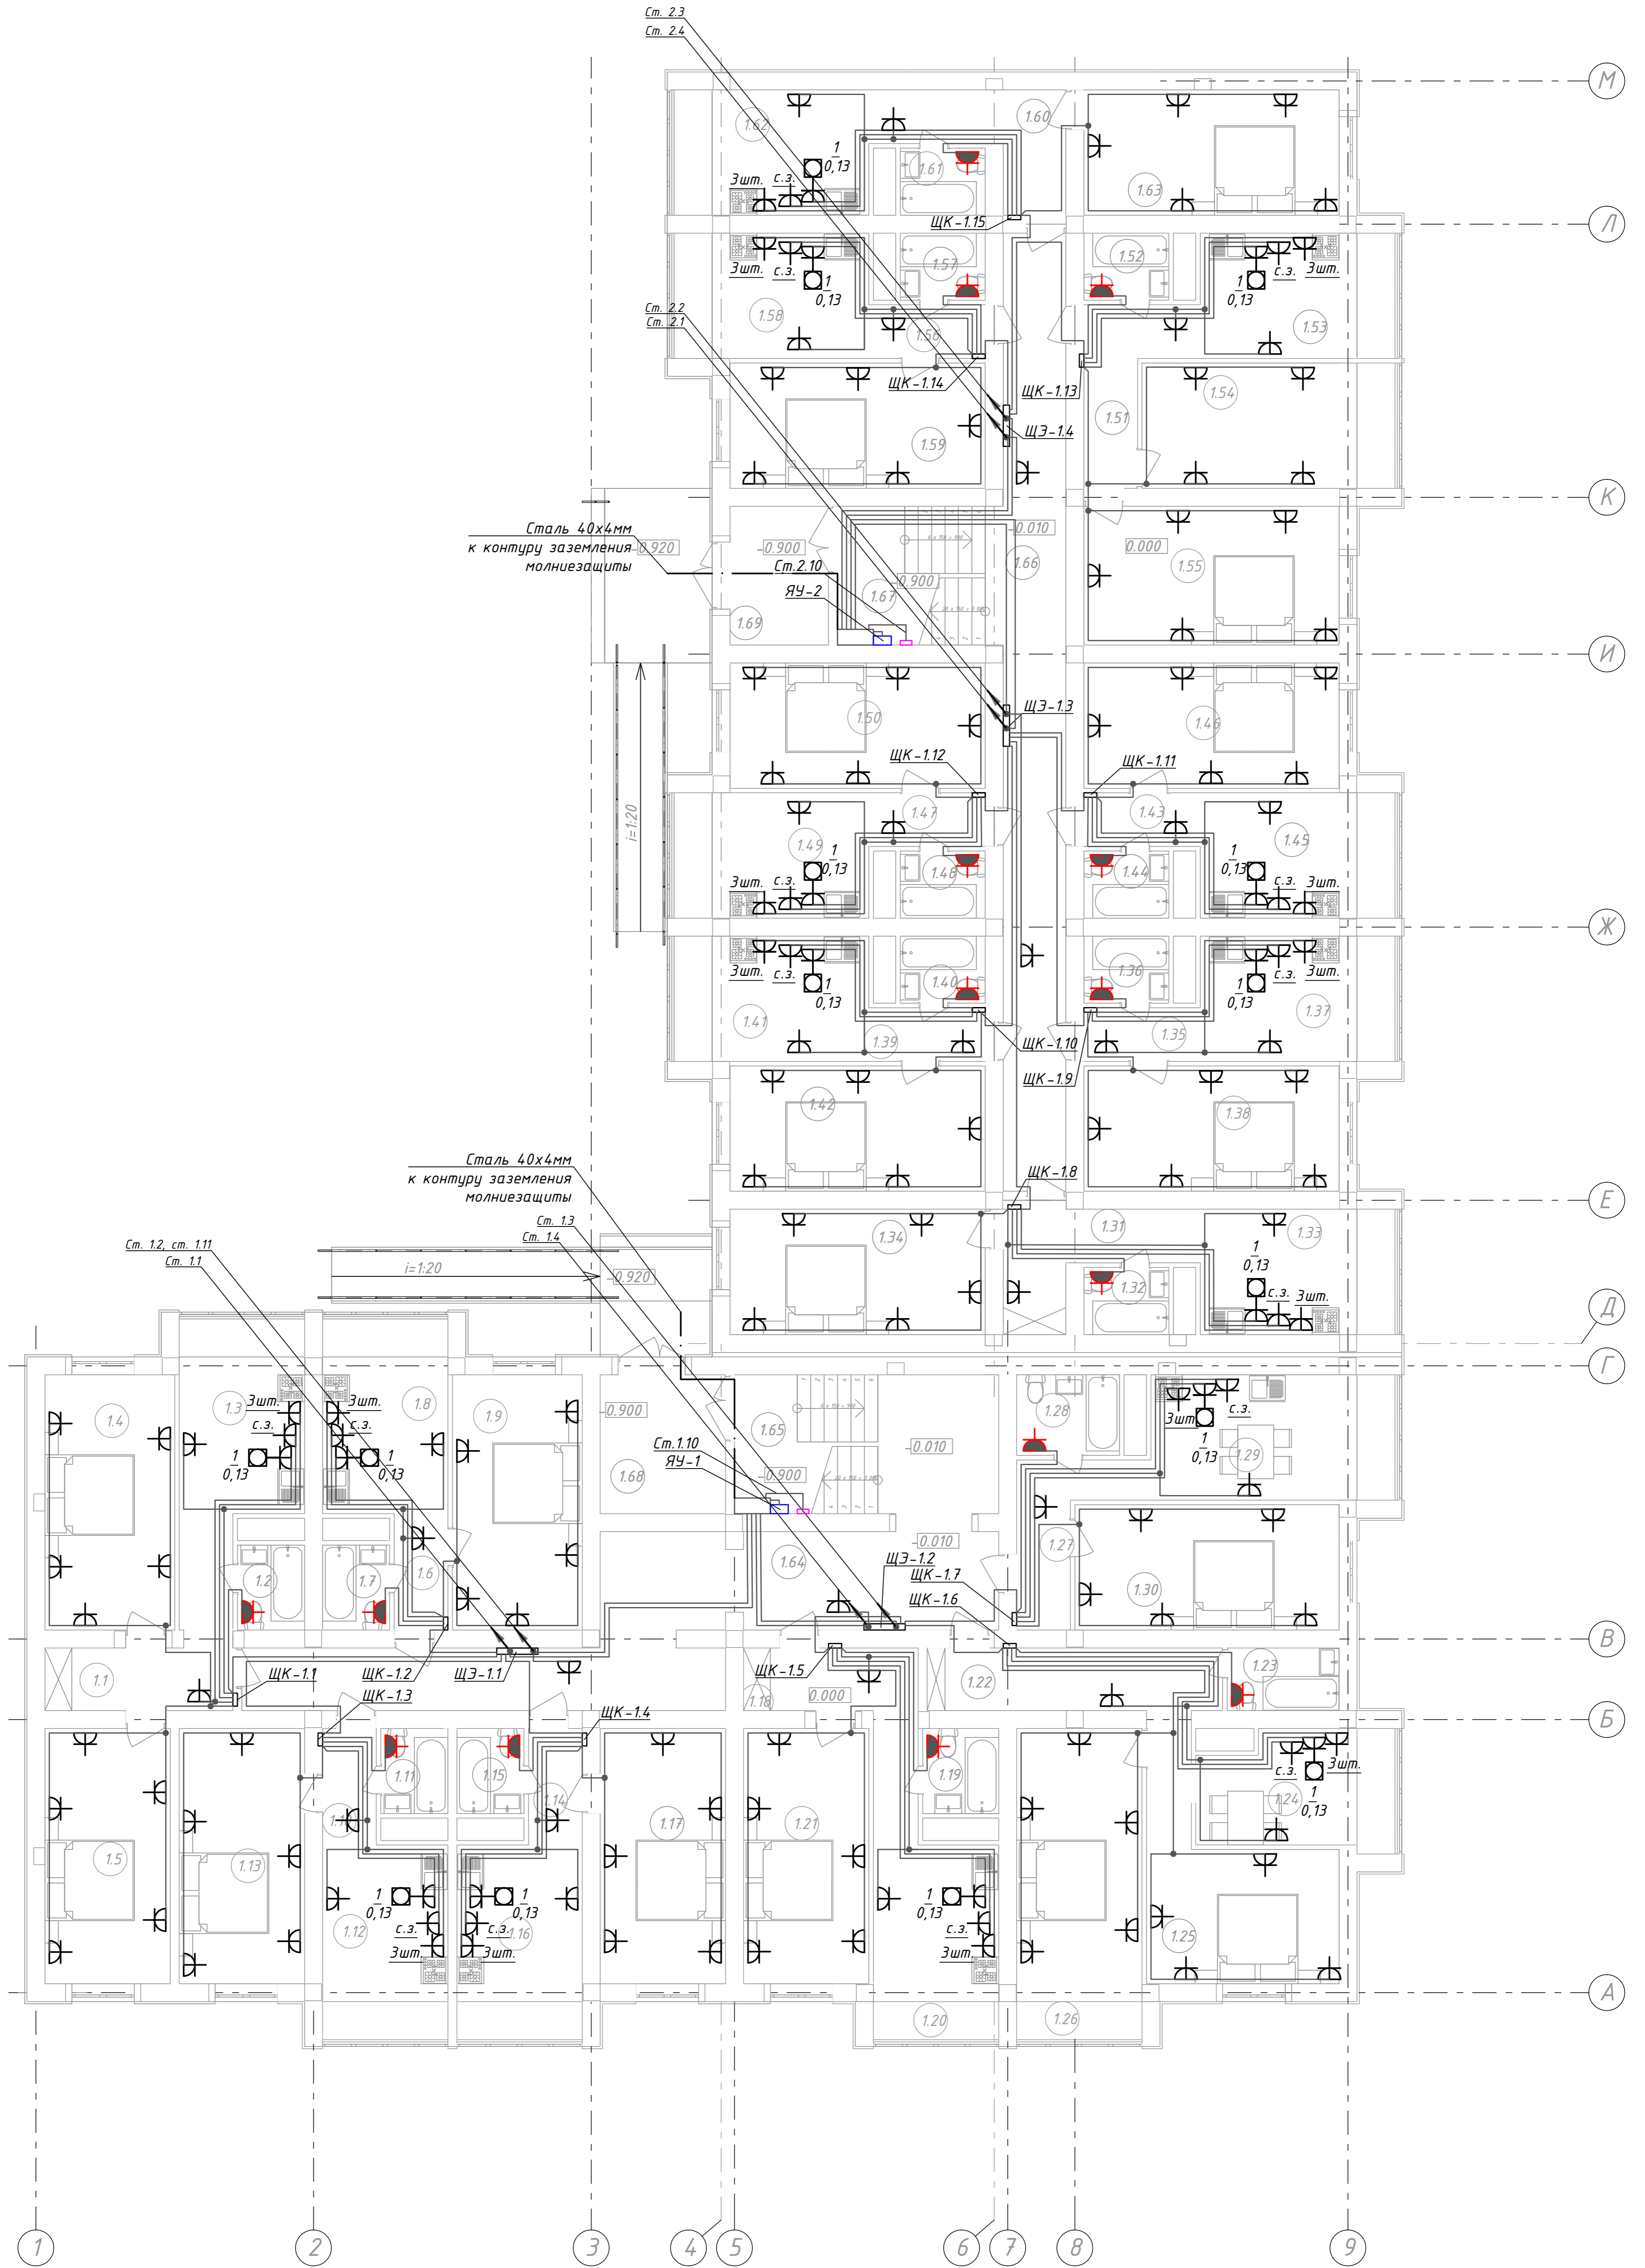 Ст. 2.3
Ст. 2.4
М
1.62
1.60
1
0,13
1.61
3шт.
с.з.
1.63
ЩК-1.15
Л
1.57
1.52
3шт.
с.з.
1
0,13
1
0,13
с.з.
3шт.
Ст. 2.2
Ст. 2.1
1.58
1.56
1.53
ЩК-1.14
ЩК-1.13
1.54
1.51
ЩЭ-1.4
1.59
К
Сталь 40х4мм
к контуру заземления
молниезащиты
-0.920
-0.900
-0.010
0.000
1.66
1.55
Ст.2.10
-0.900
ЯУ-2
1.67
1.69
И
1.50
1.46
ЩЭ-1.3
ЩК-1.12
ЩК-1.11
i=1:20
1.47
1.43
1.49
1
0,13
1.48
1.44
1
0,13
1.45
3шт.
с.з.
с.з.
3шт.
Ж
3шт.
с.з.
1
0,13
1.40
1.36
1
0,13
с.з.
3шт.
1.41
1.39
1.35
1.37
ЩК-1.10
ЩК-1.9
1.42
1.38
Сталь 40х4мм
к контуру заземления
молниезащиты
ЩК-1.8
Е
Ст. 1.3
Ст. 1.4
1.34
1.31
1.33
Ст. 1.2, ст. 1.11
Ст. 1.1
i=1:20
-0.920
1
0,13
1.32
с.з.
3шт.
Д
Г
1.4
1.3
3шт.
3шт.
1.8
1.9
-0.900
1.65
1.28
3шт.
с.з.
с.з.
с.з.
1
0,13
1
0,13
-0.010
1
0,13
1.29
Ст.1.10
ЯУ-1
-0.900
1.68
-0.010
1.27
1.2
1.7
1.6
1.64
ЩЭ-1.2
ЩК-1.7
ЩК-1.6
1.30
В
1.1
ЩК-1.1
ЩК-1.2
ЩЭ-1.1
ЩК-1.5
1.22
1.23
ЩК-1.3
1.18
0.000
ЩК-1.4
Б
1.11
1.15
1.14
1.19
3шт.
с.з.
1
0,13
1.24
1.10
1.17
1.21
1.5
1.13
1
0,13
1
0,13
1
0,13
1.12
с.з.
с.з.
1.16
с.з.
1.25
3шт.
3шт.
3шт.
А
1.20
1.26
1
2
3
4
5
6
7
8
9